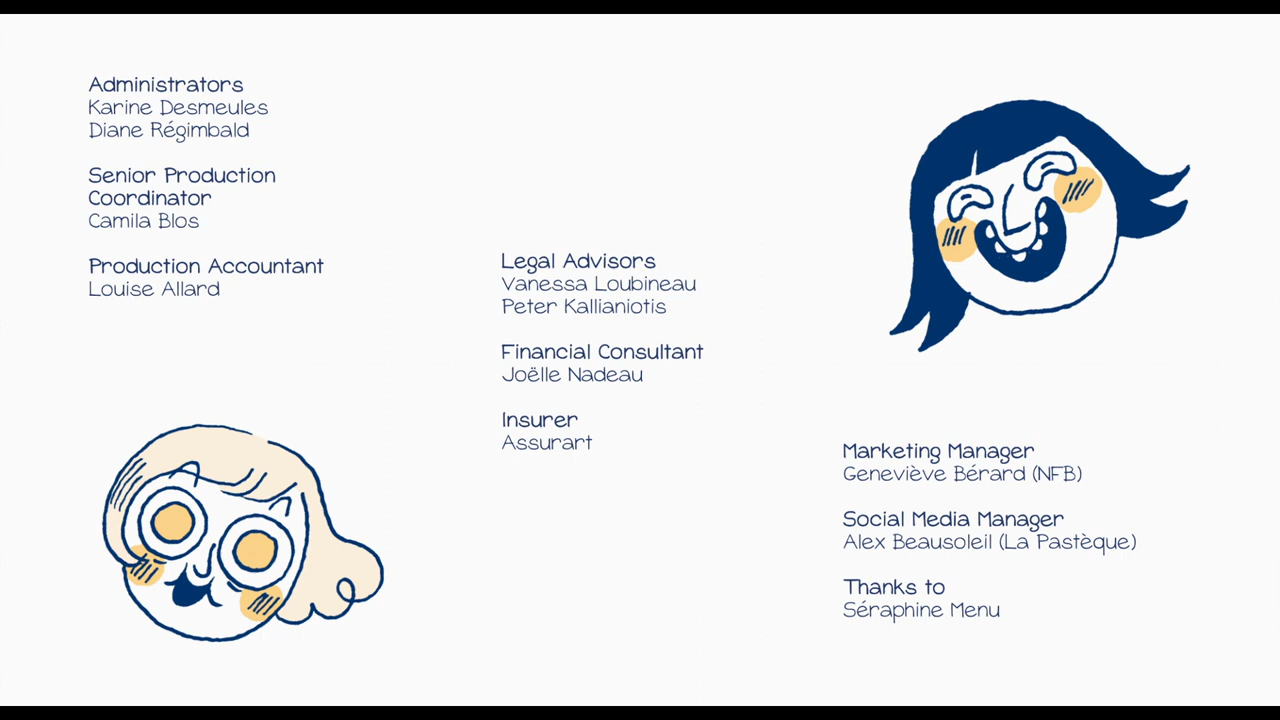 Administrators
Karine Desmeules
Diane Régimbald
Senior Production
Coordinator
Camila Blos
Production Accountant
Louise Allard
Legal Advisors
Vanessa Loubineau
Peter Kallianiotis
Financial Consultant
Joëlle Nadeau
Insurer
Assurart
Marketing Manager
Geneviève Bérard (NFB)
Social Media Manager
Alex Beausoleil (La Pastèque)
Thanks to
Séraphine Menu